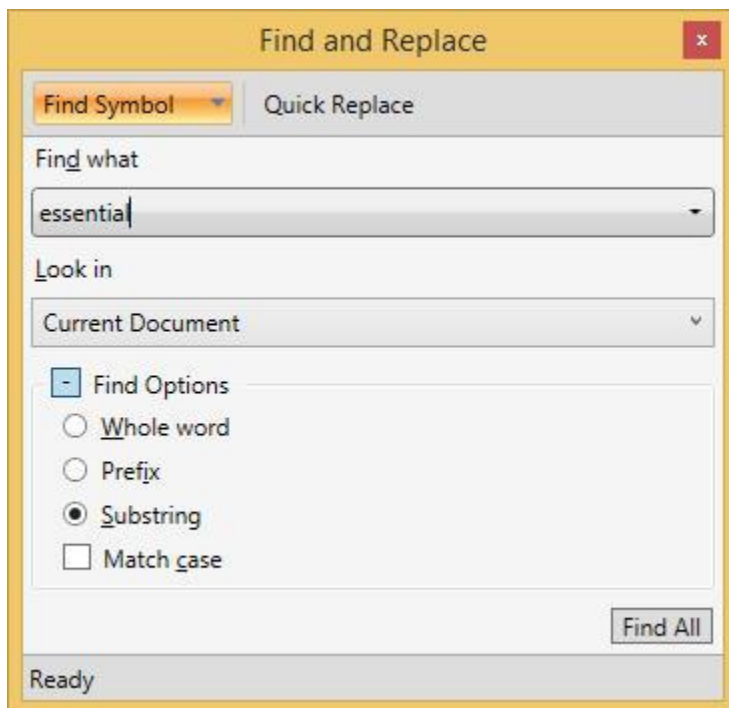 Find and Replace x
Find Symbol Quick Replace
Find what
essential
Look in
Current Document
- Find Options
Whole word
Prefix
Substring
Match case
Find All
Ready